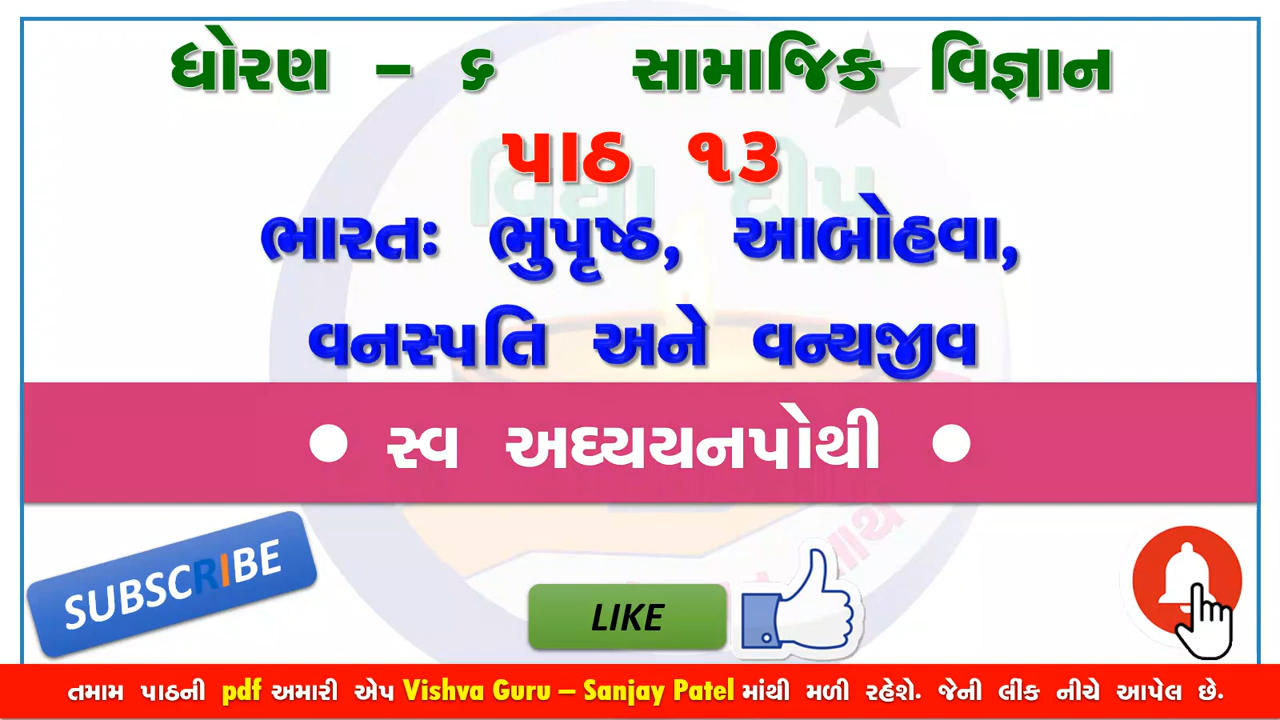 ધોરણ – ૬ સામાજિક વિજ્ઞાન
પાઠ ૧૩
વિદ્યા દીપ
ભારતઃ ભુપૃષ્ઠ, આબોહવા,
વનસ્પતિ અને વન્યજીવ
• સ્વ અધ્યયનપોથી •
SUBSCRIBE
LIKE
તમામ પાઠની pdf અમારી એપ Vishva Guru – Sanjay Patel માંથી મળી રહેશે. જેની લીંક નીચે આપેલ છે.